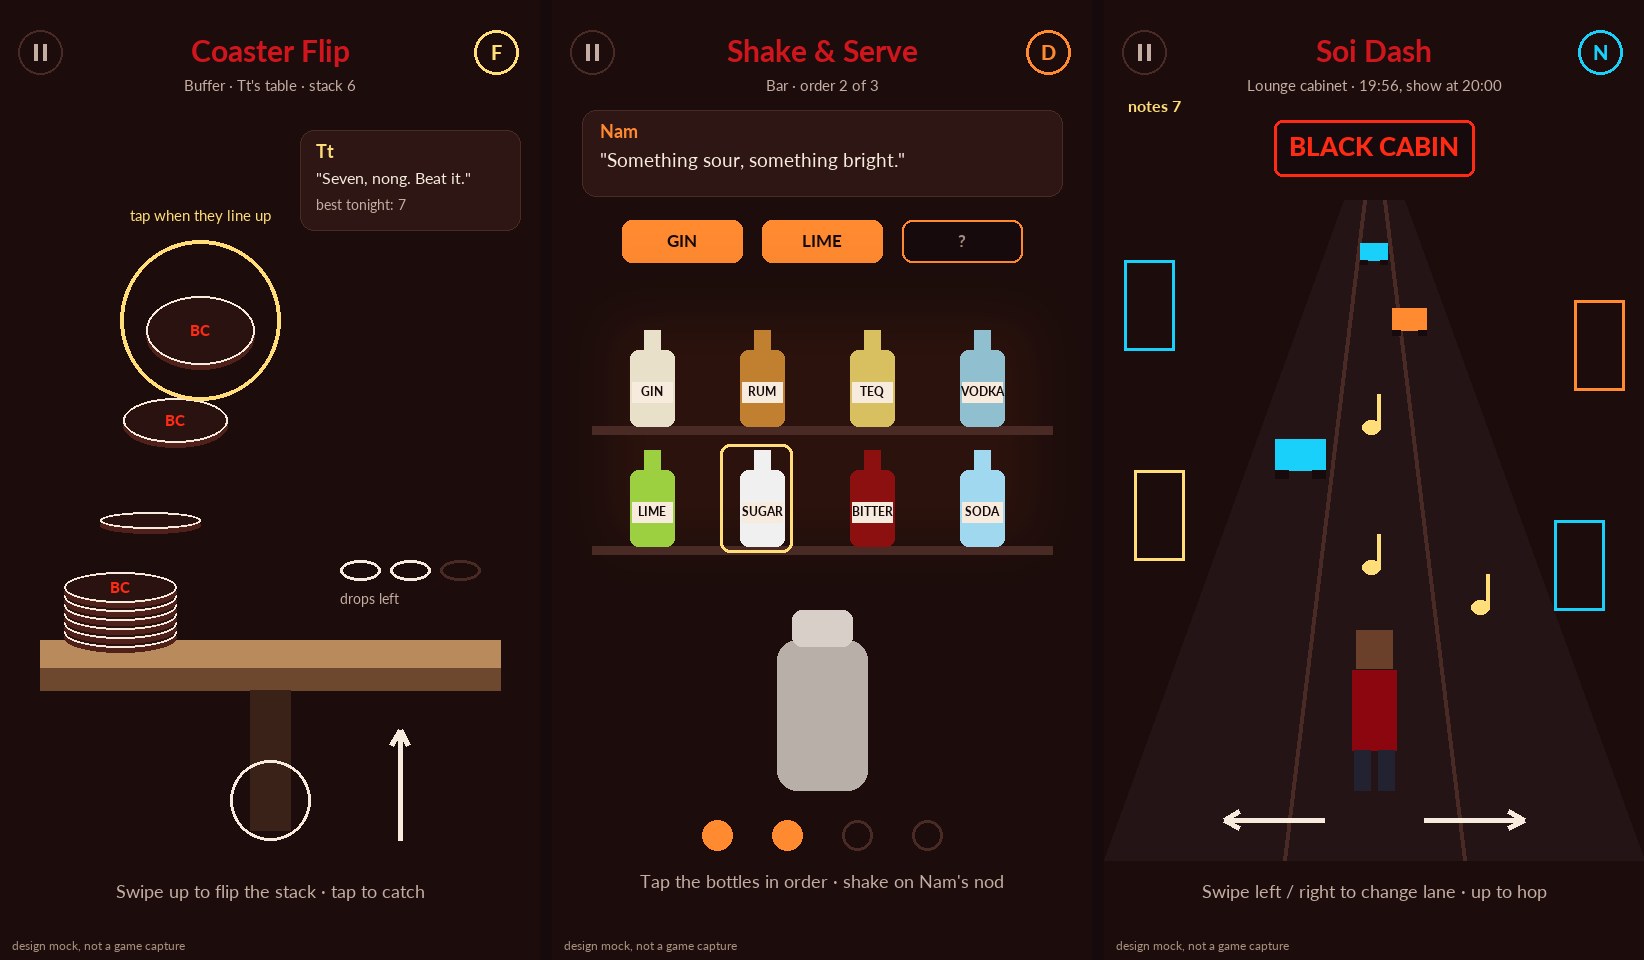 Coaster Flip
F
Buffer · Tt's table · stack 6
Tt
"Seven, nong. Beat it."
best tonight: 7
tap when they line up
BC
BC
BC
drops left
Swipe up to flip the stack · tap to catch
design mock, not a game capture
Shake & Serve
D
Bar · order 2 of 3
Nam
"Something sour, something bright."
GIN
LIME
?
GIN
RUM
TEQ
VODKA
LIME
SUGAR
BITTER
SODA
Tap the bottles in order · shake on Nam's nod
design mock, not a game capture
Soi Dash
N
Lounge cabinet · 19:56, show at 20:00
notes 7
BLACK CABIN
Swipe left / right to change lane · up to hop
design mock, not a game capture